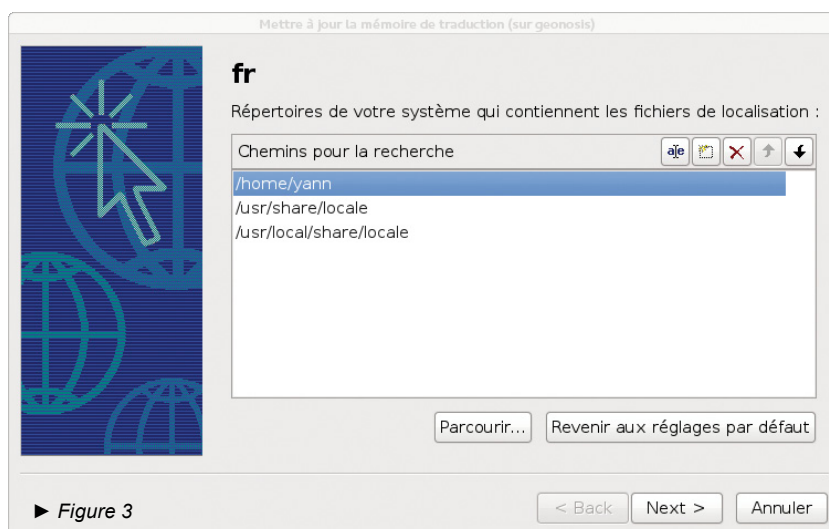 Mettre à jour la mémoire de traduction (sur geonosis)
fr
Répertoires de votre système qui contiennent les fichiers de localisation :
Chemins pour la recherche
/home/yann
/usr/share/locale
/usr/local/share/locale
Parcourir... Revenir aux réglages par défaut
► Figure 3 < Back Next > Annuler